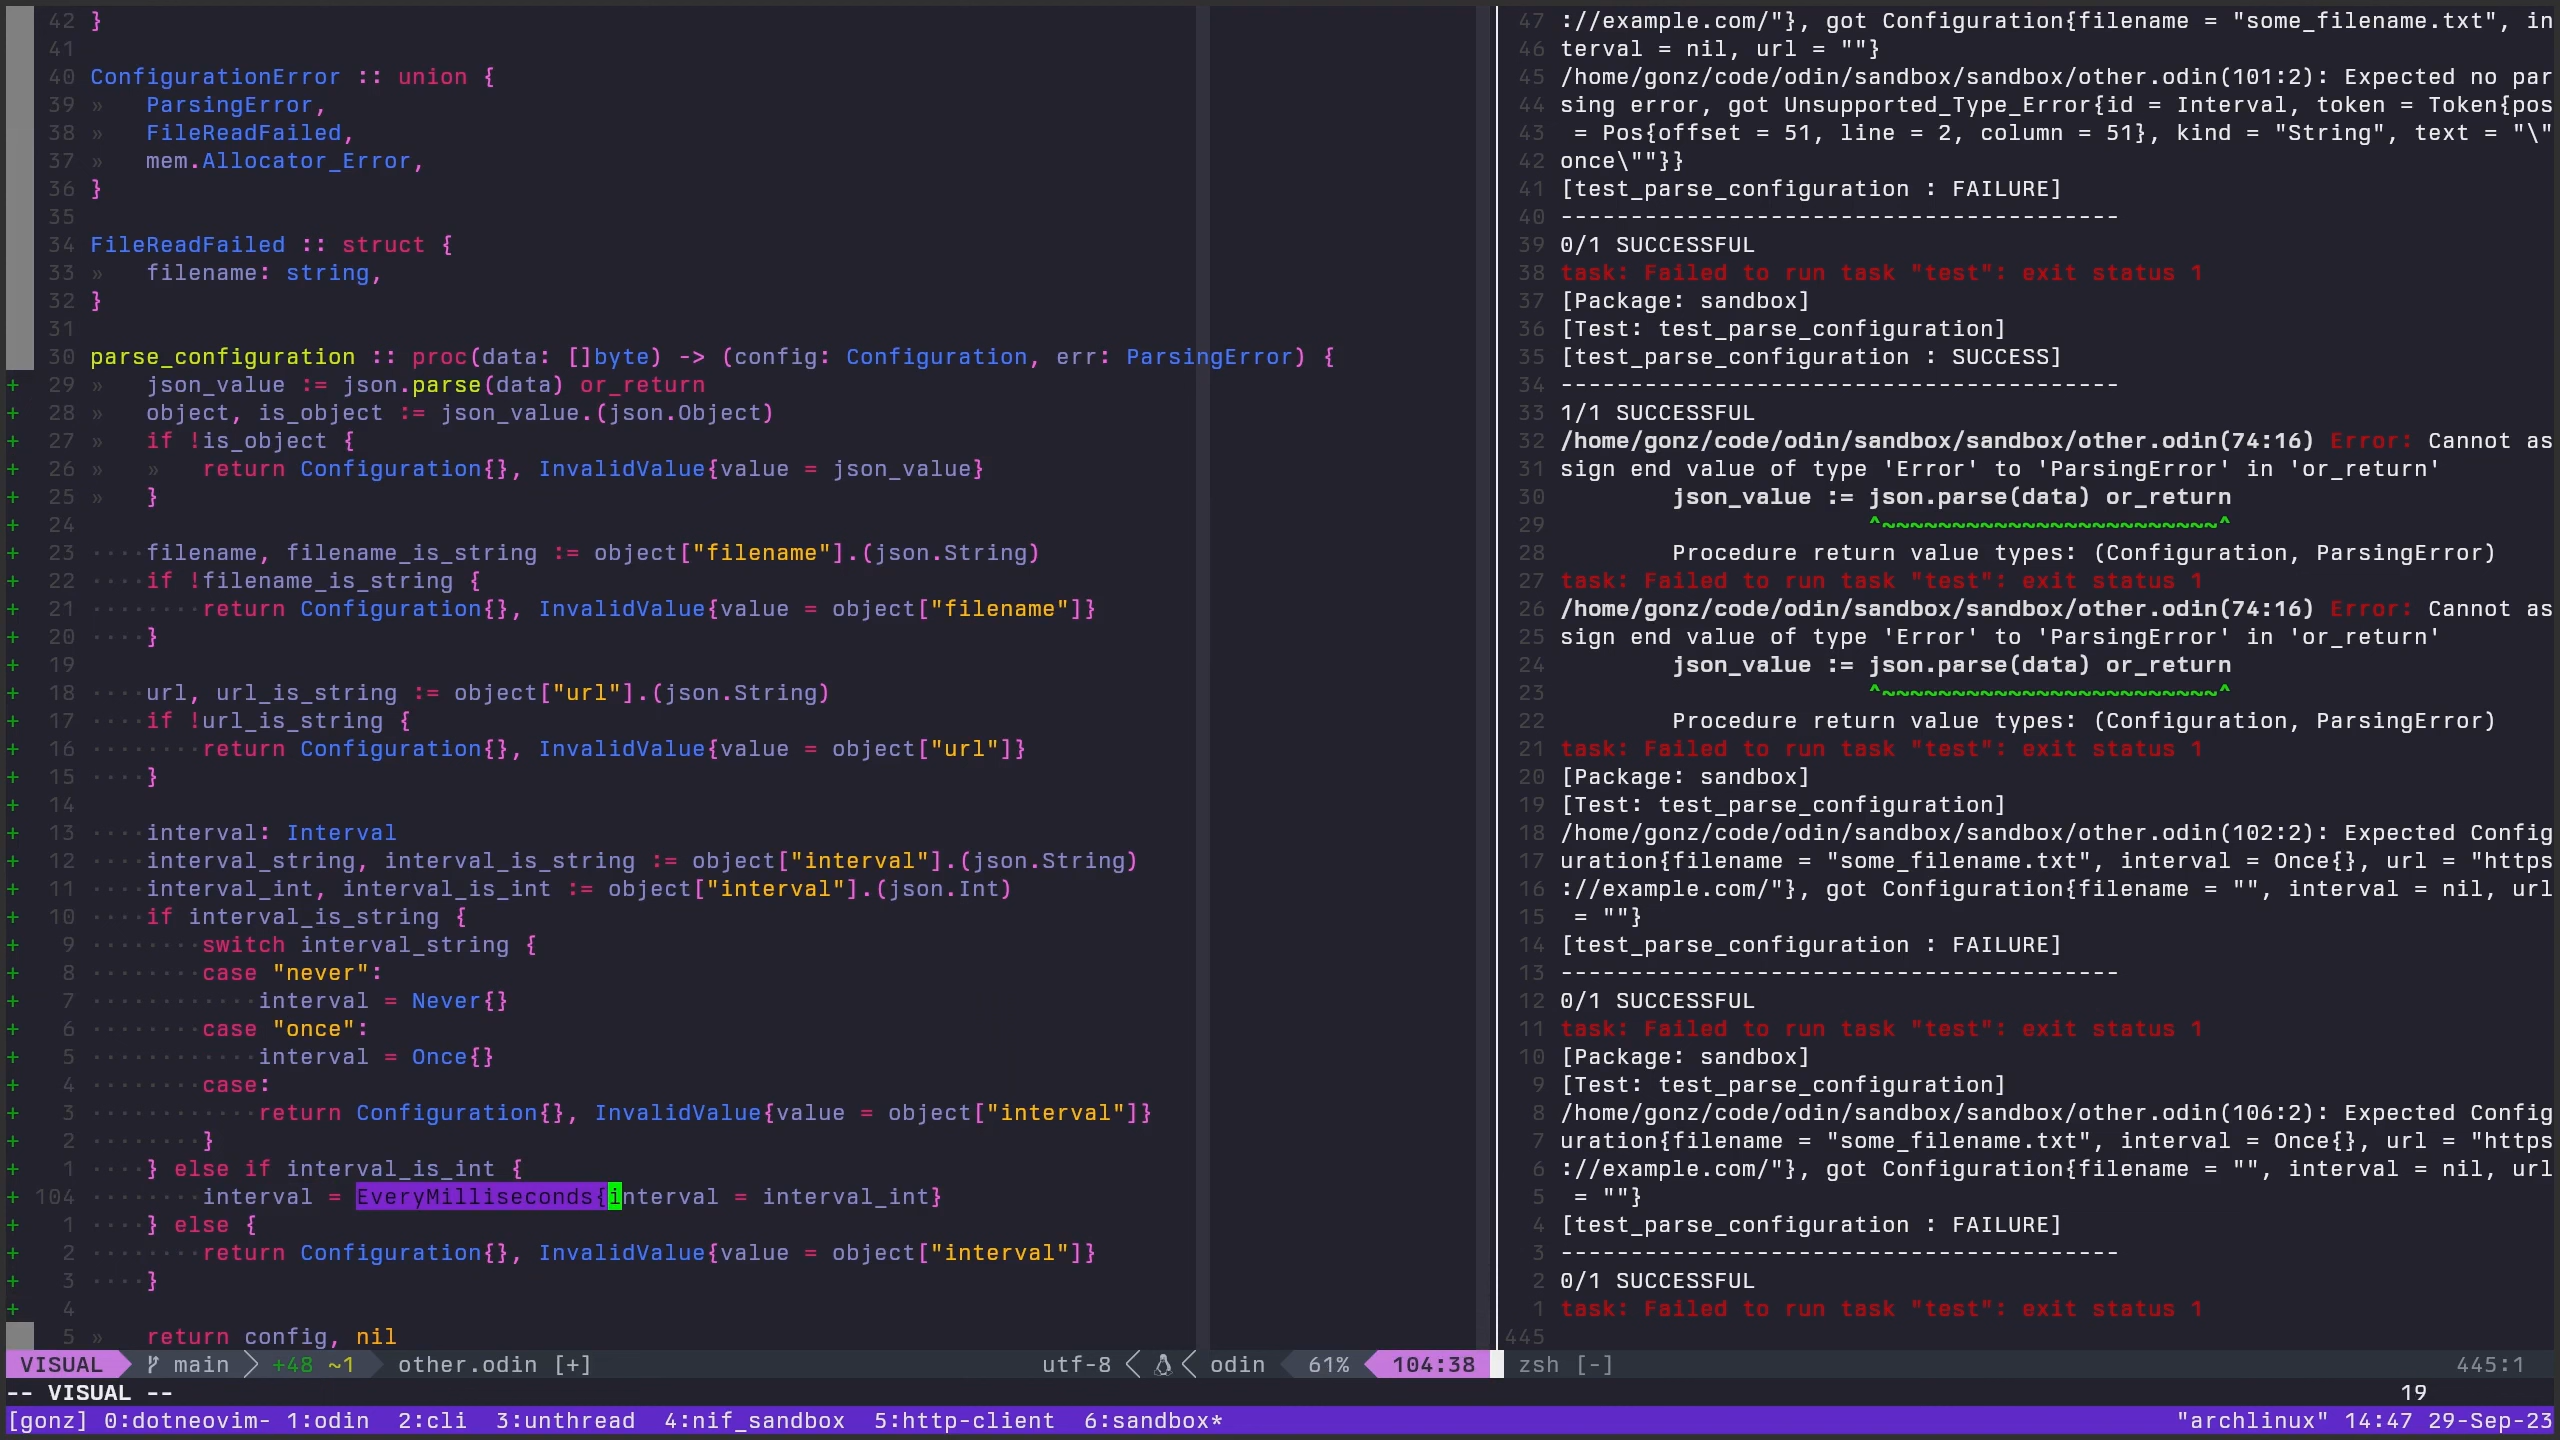 42 }
41
40 ConfigurationError :: union {
39 »   ParsingError,
38 »   FileReadFailed,
37 »   mem.Allocator_Error,
36 }
35
34 FileReadFailed :: struct {
33 »   filename: string,
32 }
31
30 parse_configuration :: proc(data: []byte) -> (config: Configuration, err: ParsingError) {
+ 29 »   json_value := json.parse(data) or_return
+ 28 »   object, is_object := json_value.(json.Object)
+ 27 »   if !is_object {
+ 26 »   »   return Configuration{}, InvalidValue{value = json_value}
+ 25 »   }
+ 24
+ 23 ····filename, filename_is_string := object["filename"].(json.String)
+ 22 ····if !filename_is_string {
+ 21 ········return Configuration{}, InvalidValue{value = object["filename"]}
+ 20 ····}
+ 19
+ 18 ····url, url_is_string := object["url"].(json.String)
+ 17 ····if !url_is_string {
+ 16 ········return Configuration{}, InvalidValue{value = object["url"]}
+ 15 ····}
+ 14
+ 13 ····interval: Interval
+ 12 ····interval_string, interval_is_string := object["interval"].(json.String)
+ 11 ····interval_int, interval_is_int := object["interval"].(json.Int)
+ 10 ····if interval_is_string {
+ 9 ········switch interval_string {
+ 8 ········case "never":
+ 7 ············interval = Never{}
+ 6 ········case "once":
+ 5 ············interval = Once{}
+ 4 ········case:
+ 3 ············return Configuration{}, InvalidValue{value = object["interval"]}
+ 2 ········}
+ 1 ····} else if interval_is_int {
+ 104 ········interval = EveryMilliseconds{interval = interval_int}
+ 1 ····} else {
+ 2 ········return Configuration{}, InvalidValue{value = object["interval"]}
+ 3 ····}
+ 4
5 »   return config, nil
47 ://example.com/"}, got Configuration{filename = "some_filename.txt", in
46 terval = nil, url = ""}
45 /home/gonz/code/odin/sandbox/sandbox/other.odin(101:2): Expected no par
44 sing error, got Unsupported_Type_Error{id = Interval, token = Token{pos
43  = Pos{offset = 51, line = 2, column = 51}, kind = "String", text = "\"
42 once\""}}
41 [test_parse_configuration : FAILURE]
40 ----------------------------------------
39 0/1 SUCCESSFUL
38 task: Failed to run task "test": exit status 1
37 [Package: sandbox]
36 [Test: test_parse_configuration]
35 [test_parse_configuration : SUCCESS]
34 ----------------------------------------
33 1/1 SUCCESSFUL
32 /home/gonz/code/odin/sandbox/sandbox/other.odin(74:16) Error: Cannot as
31 sign end value of type 'Error' to 'ParsingError' in 'or_return'
30         json_value := json.parse(data) or_return
29                       ^~~~~~~~~~~~~~~~~~~~~~~~~^
28         Procedure return value types: (Configuration, ParsingError)
27 task: Failed to run task "test": exit status 1
26 /home/gonz/code/odin/sandbox/sandbox/other.odin(74:16) Error: Cannot as
25 sign end value of type 'Error' to 'ParsingError' in 'or_return'
24         json_value := json.parse(data) or_return
23                       ^~~~~~~~~~~~~~~~~~~~~~~~~^
22         Procedure return value types: (Configuration, ParsingError)
21 task: Failed to run task "test": exit status 1
20 [Package: sandbox]
19 [Test: test_parse_configuration]
18 /home/gonz/code/odin/sandbox/sandbox/other.odin(102:2): Expected Config
17 uration{filename = "some_filename.txt", interval = Once{}, url = "https
16 ://example.com/"}, got Configuration{filename = "", interval = nil, url
15  = ""}
14 [test_parse_configuration : FAILURE]
13 ----------------------------------------
12 0/1 SUCCESSFUL
11 task: Failed to run task "test": exit status 1
10 [Package: sandbox]
9 [Test: test_parse_configuration]
8 /home/gonz/code/odin/sandbox/sandbox/other.odin(106:2): Expected Config
7 uration{filename = "some_filename.txt", interval = Once{}, url = "https
6 ://example.com/"}, got Configuration{filename = "", interval = nil, url
5  = ""}
4 [test_parse_configuration : FAILURE]
3 ----------------------------------------
2 0/1 SUCCESSFUL
1 task: Failed to run task "test": exit status 1
445
VISUAL main +48 ~1 other.odin [+] utf-8 odin 61% 104:38 zsh [-] 445:1
-- VISUAL -- 19
[gonz] 0:dotneovim- 1:odin  2:cli  3:unthread  4:nif_sandbox  5:http-client  6:sandbox* "archlinux" 14:47 29-Sep-23